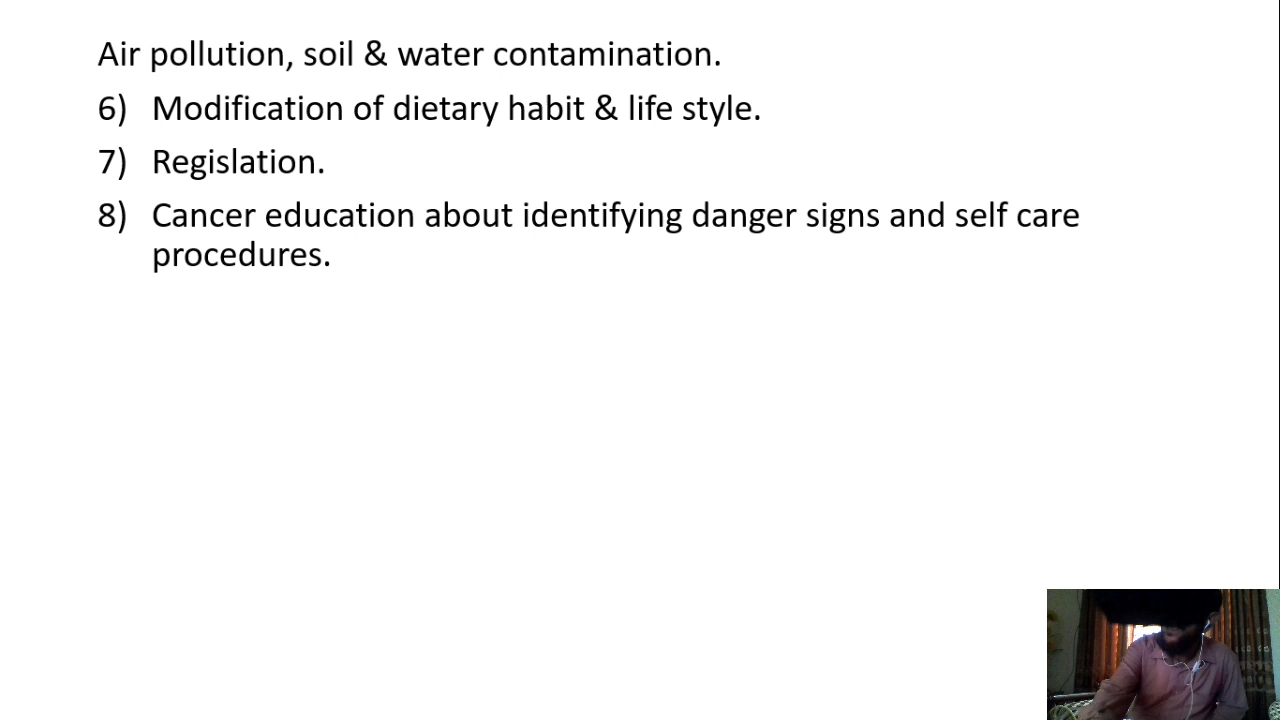 Air pollution, soil & water contamination.
6) Modification of dietary habit & life style.
7) Regislation.
8) Cancer education about identifying danger signs and self care
procedures.